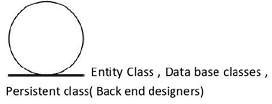 Entity Class , Data base classes ,
Persistent class( Back end designers)